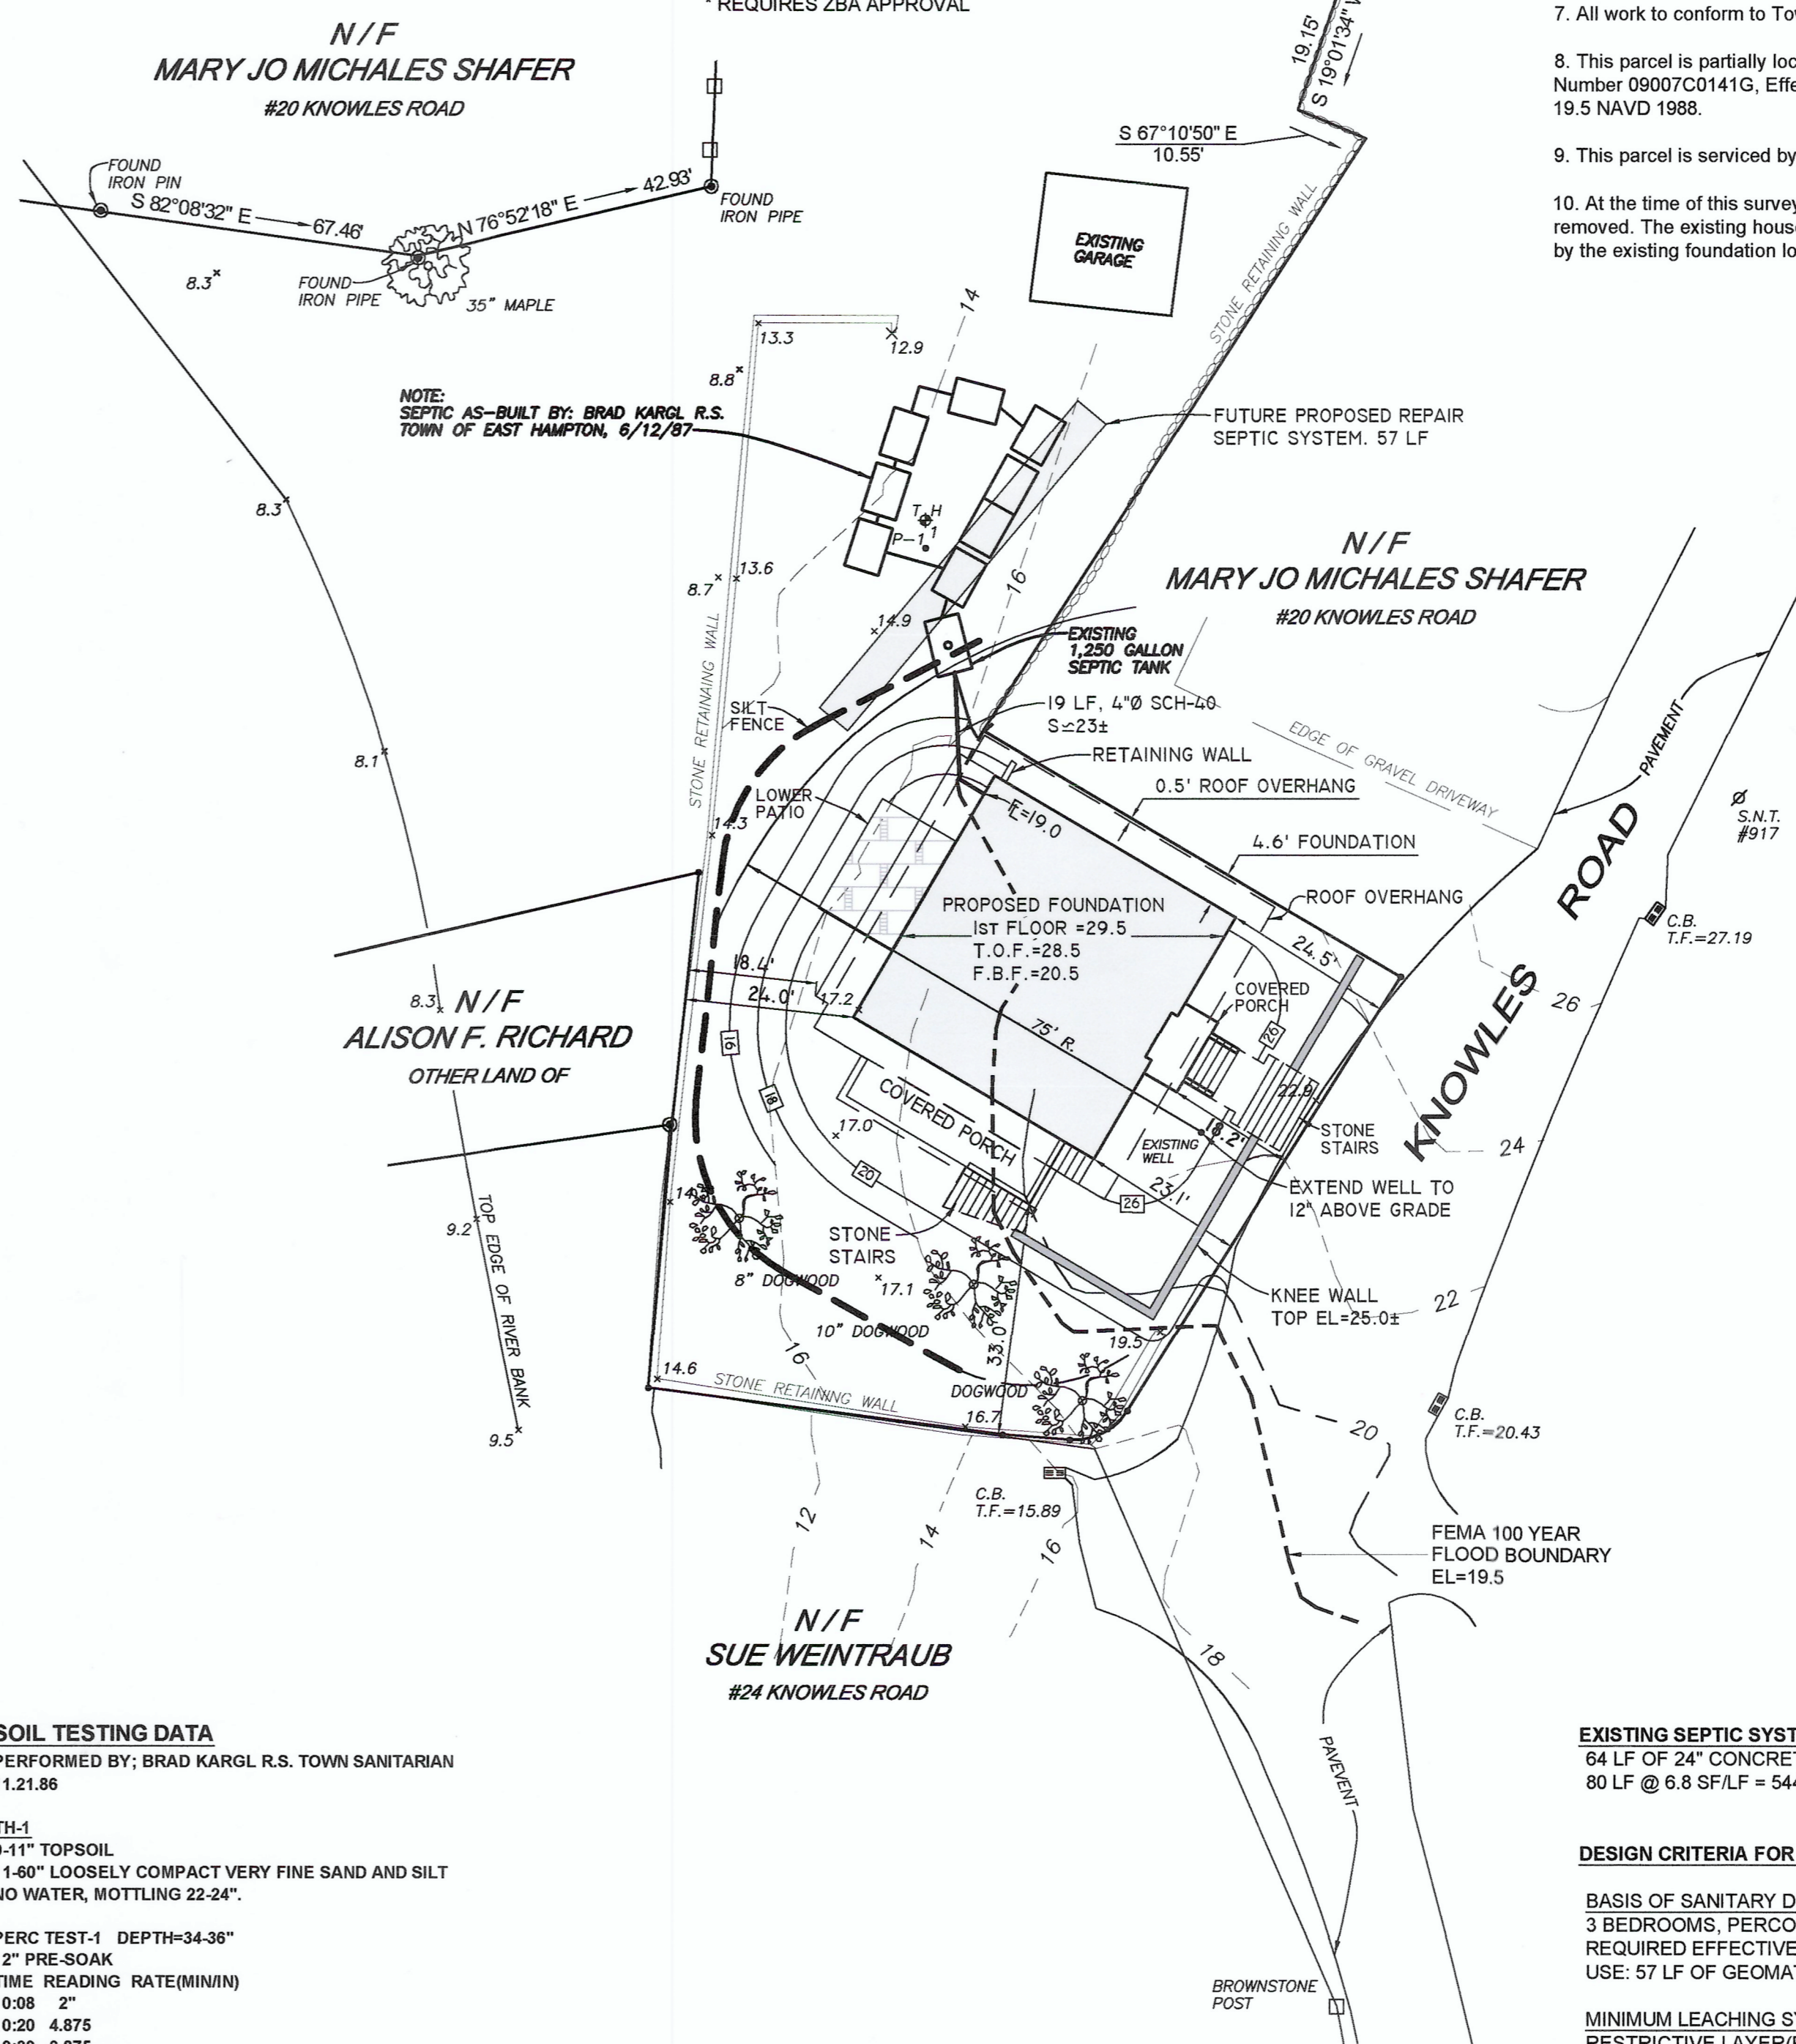 * REQUIRES ZBA APPROVAL
N/F
MARY JO MICHALES SHAFER
#20 KNOWLES ROAD
19.15'
S 19°01'34"
7. All work to conform to
8. This parcel is partially
Number 09007C0141G,
19.5 NAVD 1988.
9. This parcel is serviced by
10. At the time of this
removed. The existing
by the existing foundation
S 67°10'50" E
10.55'
FOUND
IRON PIN
S 82°08'32" E
67.46'
N 76°52'18" E
42.93'
FOUND
IRON PIPE
FOUND
IRON PIPE
35" MAPLE
8.3
EXISTING
GARAGE
STONE RETAINING WALL
14
13.3
12.9
8.8
NOTE:
SEPTIC AS-BUILT BY: BRAD KARGL R.S.
TOWN OF EAST HAMPTON, 6/12/87
FUTURE PROPOSED REPAIR
SEPTIC SYSTEM. 57 LF
8.3
T H
1
P-1
13.6
8.7
16
14.9
N/F
MARY JO MICHALES SHAFER
#20 KNOWLES ROAD
EXISTING
1,250 GALLON
SEPTIC TANK
19 LF, 4"Ø SCH-40
S≃23±
SILT
FENCE
STONE RETAINAING WALL
RETAINING WALL
0.5' ROOF OVERHANG
EDGE OF GRAVEL DRIVEWAY
PAVEMENT
8.1
LOWER
PATIO
14.3
FL=19.0
4.6' FOUNDATION
ROOF OVERHANG
S.N.T.
#917
KNOWLES ROAD
C.B.
T.F.=27.19
PROPOSED FOUNDATION
1ST FLOOR =29.5
T.O.F.=28.5
F.B.F.=20.5
24.5'
18.4'
24.0'
17.2
COVERED
PORCH
26
26
75' R.
8.3
N/F
ALISON F. RICHARD
OTHER LAND OF
16
18
COVERED PORCH
17.0
22.9
18.2'
STONE
STAIRS
EXISTING
WELL
24
20
26
23.1'
EXTEND WELL TO
12" ABOVE GRADE
TOP EDGE OF RIVER BANK
9.2
STONE
STAIRS
8" DOGWOOD
17.1
KNEE WALL
TOP EL=25.0±
22
10" DOGWOOD
16
33.0'
19.5
14.6
STONE RETAINING WALL
DOGWOOD
16.7
9.5
C.B.
T.F.=20.43
20
C.B.
T.F.=15.89
12
14
16
FEMA 100 YEAR
FLOOD BOUNDARY
EL=19.5
N/F
SUE WEINTRAUB
#24 KNOWLES ROAD
18
PAVEVENT
SOIL TESTING DATA
PERFORMED BY; BRAD KARGL R.S. TOWN SANITARIAN
1.21.86
TH-1
0-11" TOPSOIL
1-60" LOOSELY COMPACT VERY FINE SAND AND SILT
NO WATER, MOTTLING 22-24".
PERC TEST-1 DEPTH=34-36"
2" PRE-SOAK
TIME READING RATE(MIN/IN)
0:08 2"
0:20 4.875
EXISTING SEPTIC
64 LF OF 24"
80 LF @ 6.8 SF/LF =
DESIGN CRITERIA FOR
BASIS OF SANITARY
3 BEDROOMS,
REQUIRED EFFECTIVE
USE: 57 LF OF
MINIMUM LEACHING
BROWNSTONE
POST